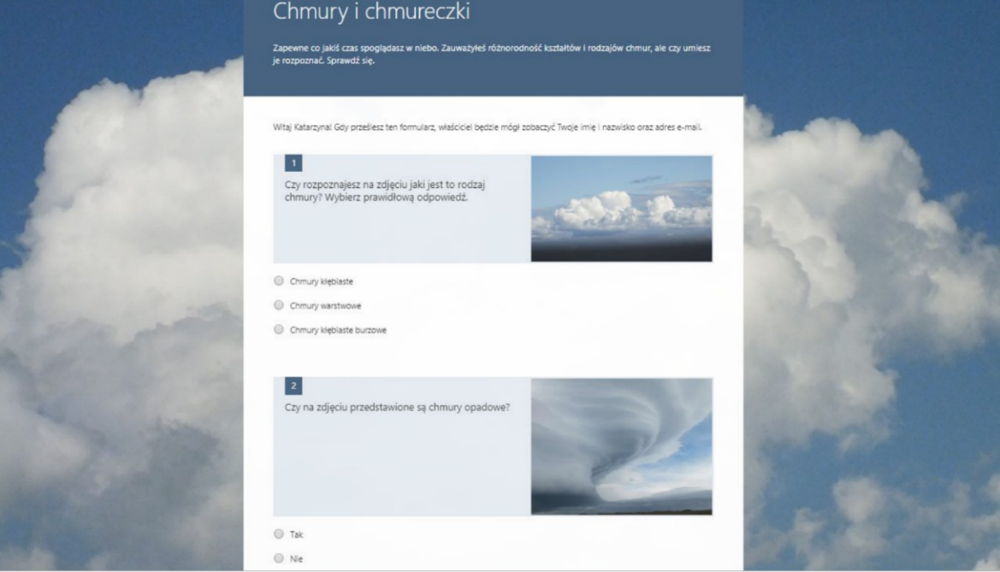 Chmury i chmureczki
Zapewne co jakiś czas spoglądasz w niebo. Zauważyłeś różnorodność kształtów i rodzajów chmur, ale czy umiesz
je rozpoznać. Sprawdź się.
Witaj Katarzyna! Gdy prześlesz ten formularz, właściciel będzie mógł zobaczyć Twoje imię i nazwisko oraz adres e-mail.
1
Czy rozpoznajesz na zdjęciu jaki jest to rodzaj
chmury? Wybierz prawidłową odpowiedź.
Chmury kłębiaste
Chmury warstwowe
Chmury kłębiaste burzowe
2
Czy na zdjęciu przedstawione są chmury opadowe?
Tak
Nie